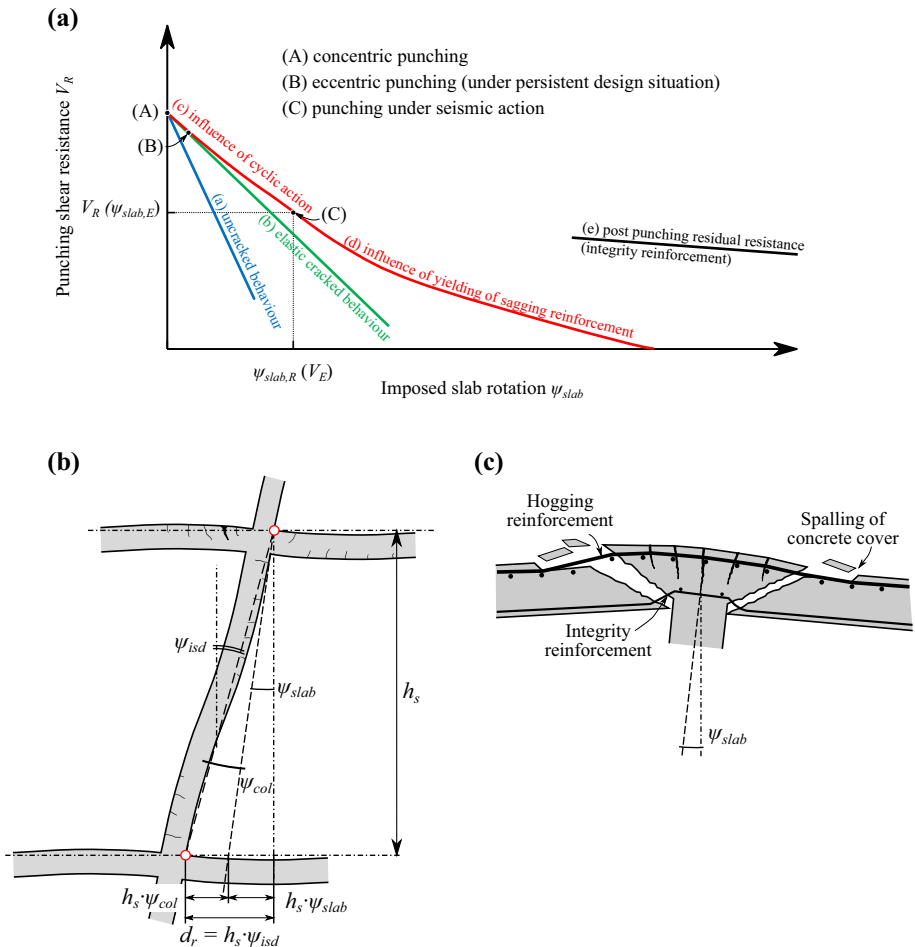 (a)
(A) concentric punching
(B) eccentric punching (under persistent design situation)
(C) punching under seismic action
Punching shear resistance V_R
(A)
(B)
(C)
V_R (ψ_slab,E)
(c) influence of cyclic action
(a) uncracked behaviour
(b) elastic cracked behaviour
(d) influence of yielding of sagging reinforcement
(e) post punching residual resistance
(integrity reinforcement)
ψ_slab,R (V_E)
Imposed slab rotation ψ_slab
(b)
ψ_isd
ψ_slab
h_s
ψ_col
h_s·ψ_col
h_s·ψ_slab
d_r = h_s·ψ_isd
(c)
Hogging
reinforcement
Spalling of
concrete cover
Integrity
reinforcement
ψ_slab